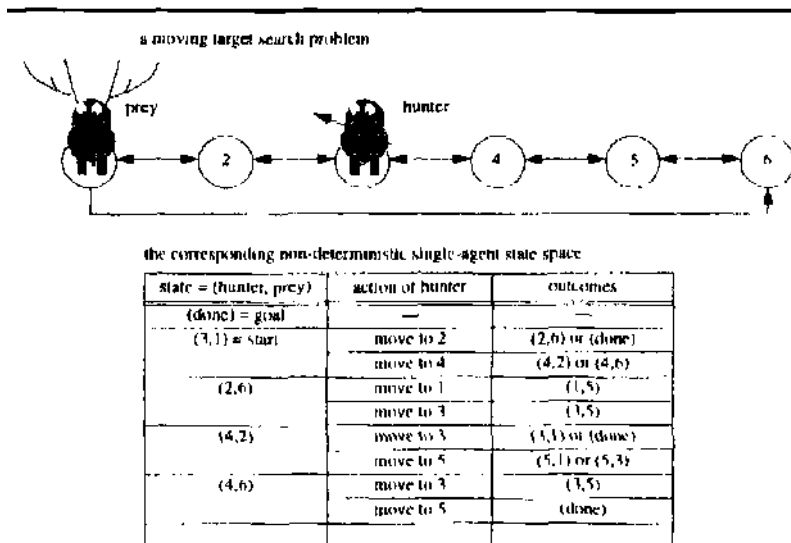 a moving target search problem
prey
hunter
2
4
5
6
the corresponding non-deterministic single-agent state space
state = (hunter, prey) action of hunter outcomes
(done) = goal — —
(3,1) = start move to 2 (2,6) or (done)
move to 4 (4,2) or (4,6)
(2,6) move to 1 (1,5)
move to 3 (3,5)
(4,2) move to 3 (3,1) or (done)
move to 5 (5,1) or (5,3)
(4,6) move to 3 (3,5)
move to 5 (done)